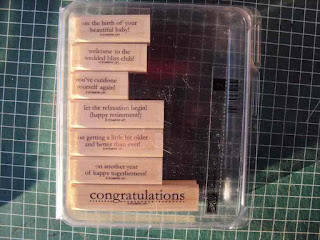 on the birth of your
beautiful baby!
welcome to the
wedded bliss club!
you've outdone
yourself again!
let the relaxation begin!
(happy retirement!)
on getting a little bit older
and better than ever!
on another year
of happy togetherness!
congratulations